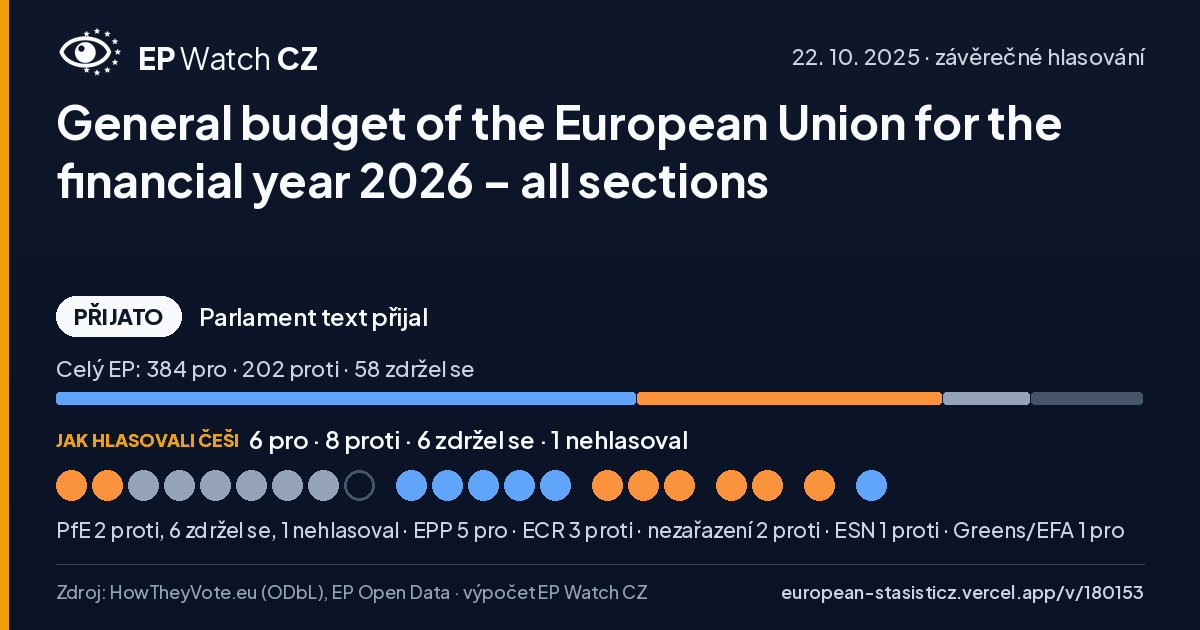 EP Watch CZ
22. 10. 2025 · závěrečné hlasování
General budget of the European Union for the
financial year 2026 – all sections
PŘIJATO Parlament text přijal
Celý EP: 384 pro · 202 proti · 58 zdržel se
JAK HLASOVALI ČEŠI 6 pro · 8 proti · 6 zdržel se · 1 nehlasoval
PfE 2 proti, 6 zdržel se, 1 nehlasoval · EPP 5 pro · ECR 3 proti · nezařazení 2 proti · ESN 1 proti · Greens/EFA 1 pro
Zdroj: HowTheyVote.eu (ODbL), EP Open Data · výpočet EP Watch CZ
european-stasisticz.vercel.app/v/180153